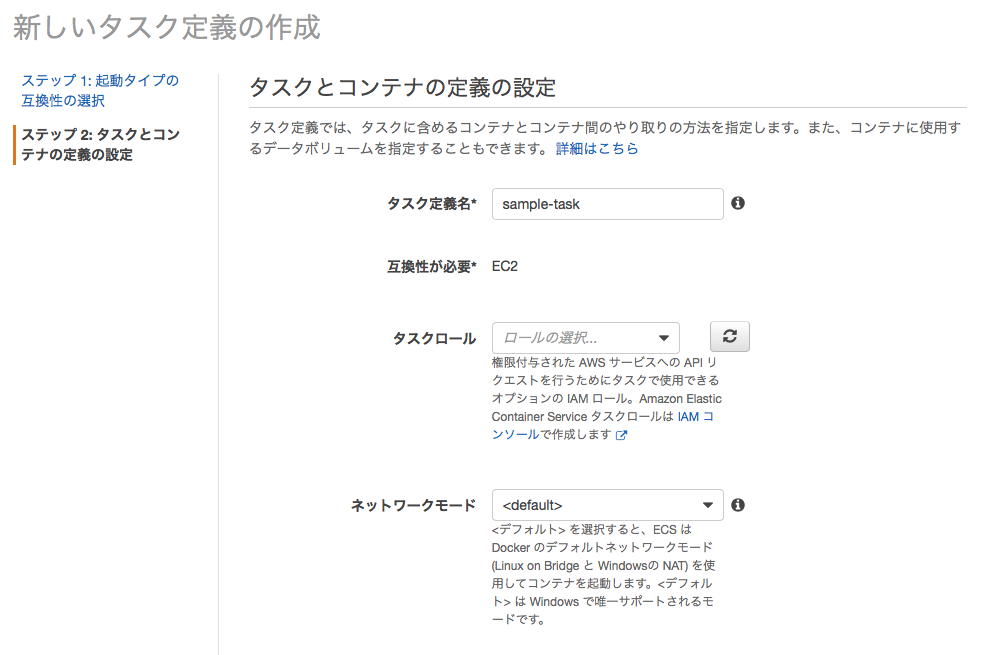 新しいタスク定義の作成
ステップ 1: 起動タイプの
互換性の選択
ステップ 2: タスクとコン
テナの定義の設定
タスクとコンテナの定義の設定
タスク定義では、タスクに含めるコンテナとコンテナ間のやり取りの方法を指定します。また、コンテナに使用す
るデータボリュームを指定することもできます。 詳細はこちら
タスク定義名* sample-task
互換性が必要* EC2
タスクロール ロールの選択...
権限付与された AWS サービスへの API リ
クエストを行うためにタスクで使用できる
オプションの IAM ロール。Amazon Elastic
Container Service タスクロールは IAM コ
ンソールで作成します
ネットワークモード <default>
<デフォルト> を選択すると、ECS は
Docker のデフォルトネットワークモード
(Linux on Bridge と Windowsの NAT) を使
用してコンテナを起動します。<デフォル
ト> は Windows で唯一サポートされるモ
ードです。